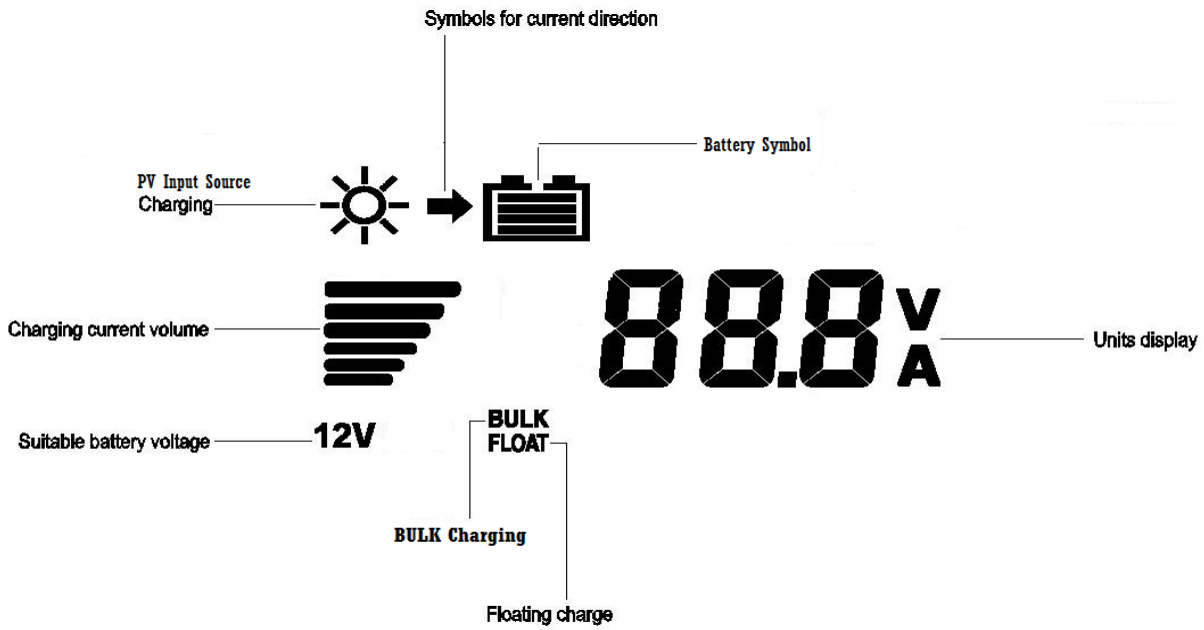 Symbols for current direction
Battery Symbol
PV Input Source
Charging
Charging current volume
88.8
V
A
Units display
Suitable battery voltage
12V
BULK
FLOAT
BULK Charging
Floating charge